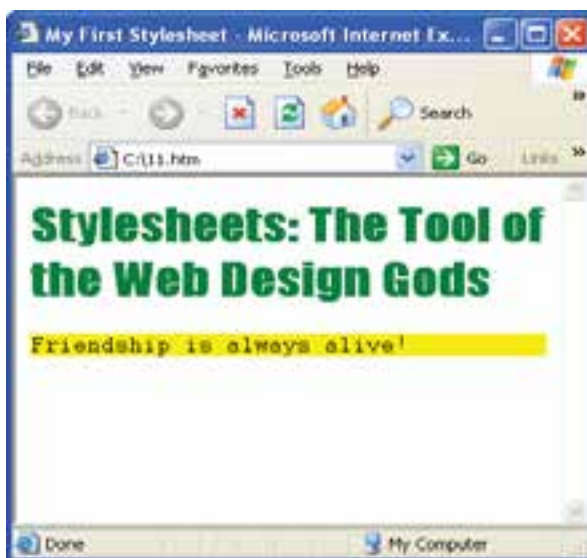 My First Stylesheet - Microsoft Internet Ex...
File Edit View Favorites Tools Help
Back Search
Address C:\11.htm Go Links
Stylesheets: The Tool of
the Web Design Gods
Friendship is always alive!
Done My Computer